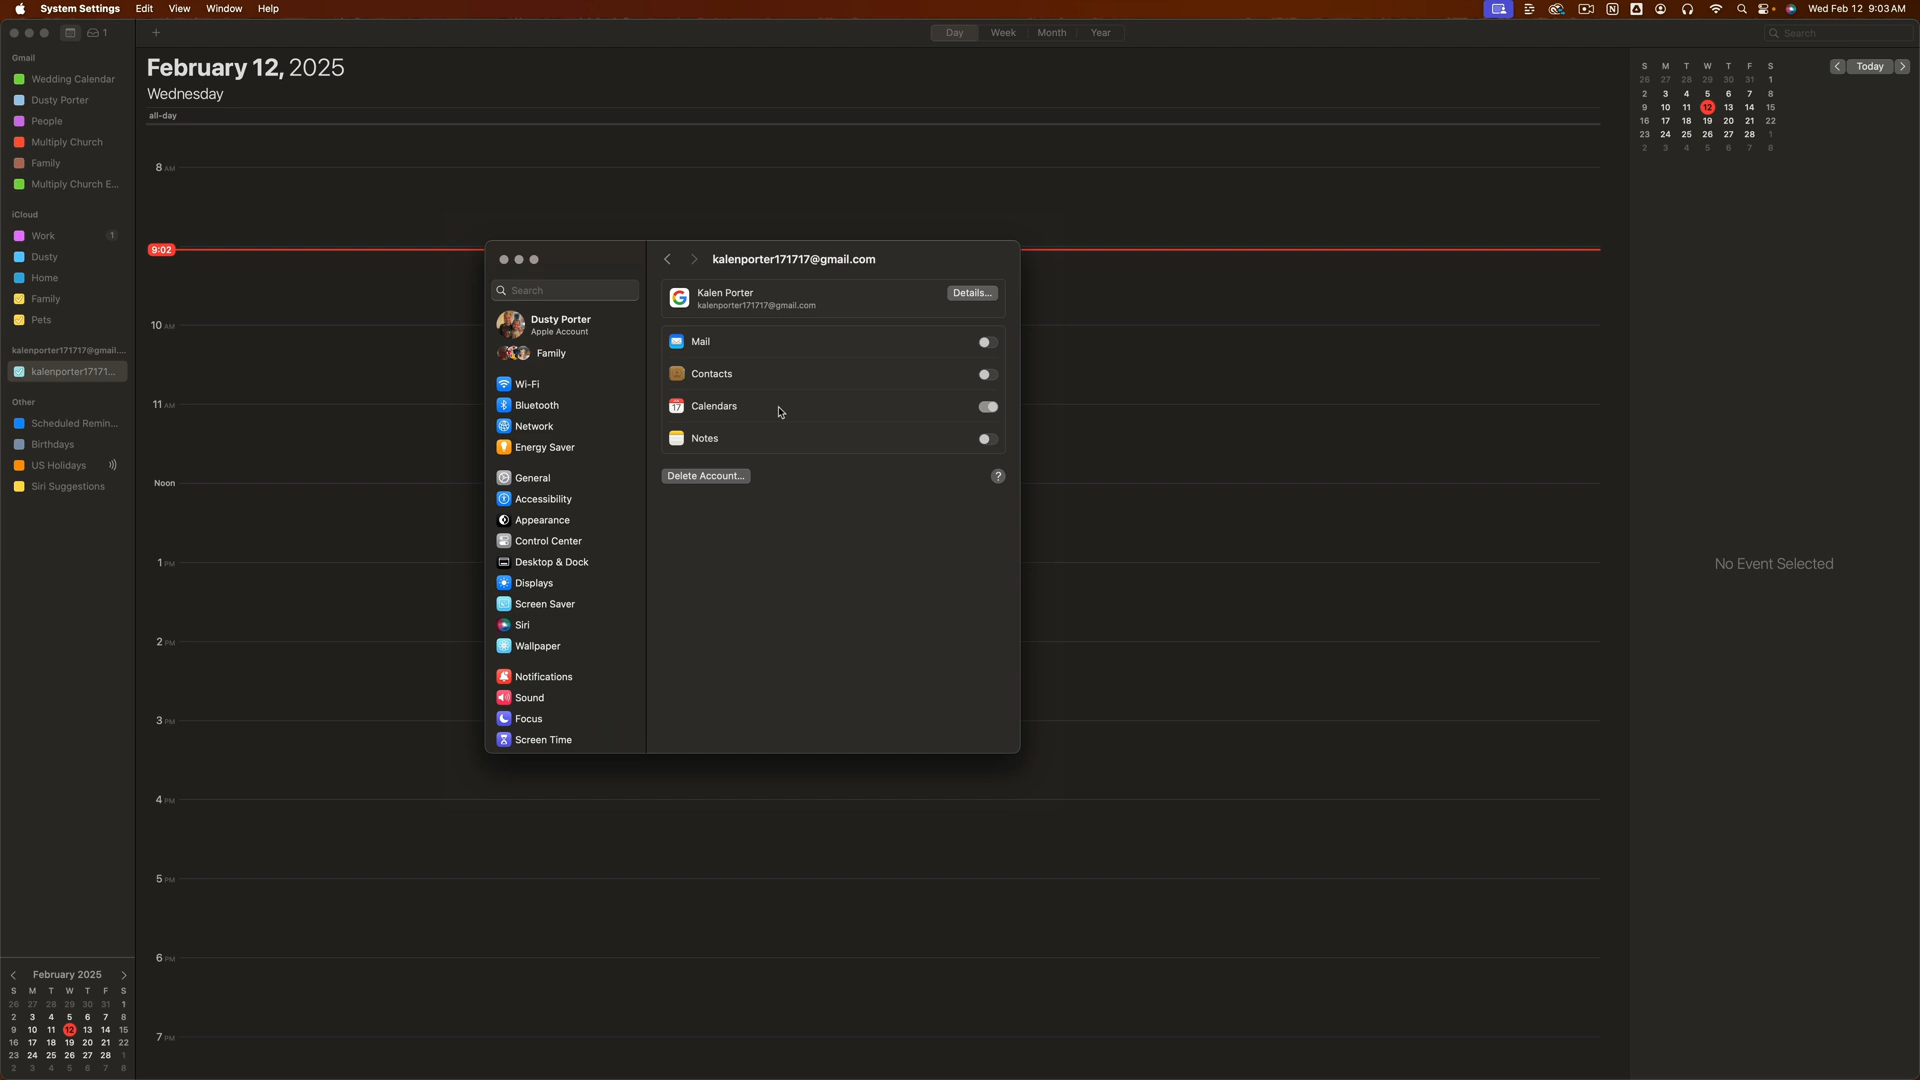 System Settings Edit View Window Help
Wed Feb 12 9:03 AM
1
Day Week Month Year
Search
Gmail
Wedding Calendar
Dusty Porter
People
Multiply Church
Family
Multiply Church E...
iCloud
Work 1
Dusty
Home
Family
Pets
kalenporter171717@gmail....
kalenporter17171...
Other
Scheduled Remin...
Birthdays
US Holidays
Siri Suggestions
February 2025
S M T W T F S
26 27 28 29 30 31 1
2 3 4 5 6 7 8
9 10 11 12 13 14 15
16 17 18 19 20 21 22
23 24 25 26 27 28 1
2 3 4 5 6 7 8
February 12, 2025
Wednesday
all-day
8 AM
9:02
10 AM
11 AM
Noon
1 PM
2 PM
3 PM
4 PM
5 PM
6 PM
7 PM
Search
Dusty Porter
Apple Account
Family
Wi-Fi
Bluetooth
Network
Energy Saver
General
Accessibility
Appearance
Control Center
Desktop & Dock
Displays
Screen Saver
Siri
Wallpaper
Notifications
Sound
Focus
Screen Time
kalenporter171717@gmail.com
Kalen Porter
kalenporter171717@gmail.com
Details...
Mail
Contacts
17 Calendars
Notes
Delete Account...
?
S M T W T F S
26 27 28 29 30 31 1
2 3 4 5 6 7 8
9 10 11 12 13 14 15
16 17 18 19 20 21 22
23 24 25 26 27 28 1
2 3 4 5 6 7 8
Today
No Event Selected